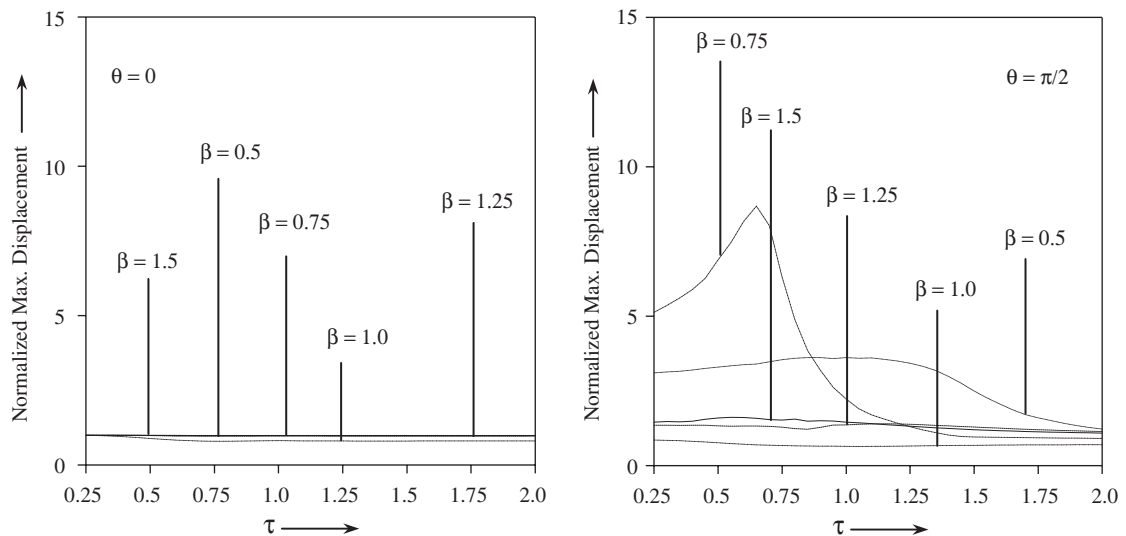 Normalized Max. Displacement
15
10
5
0
θ = 0
β = 1.5
β = 0.5
β = 0.75
β = 1.0
β = 1.25
0.25 0.5 0.75 1.0 1.25 1.5 1.75 2.0
τ
Normalized Max. Displacement
15
10
5
0
β = 0.75
θ = π/2
β = 1.5
β = 1.25
β = 0.5
β = 1.0
0.25 0.5 0.75 1.0 1.25 1.5 1.75 2.0
τ